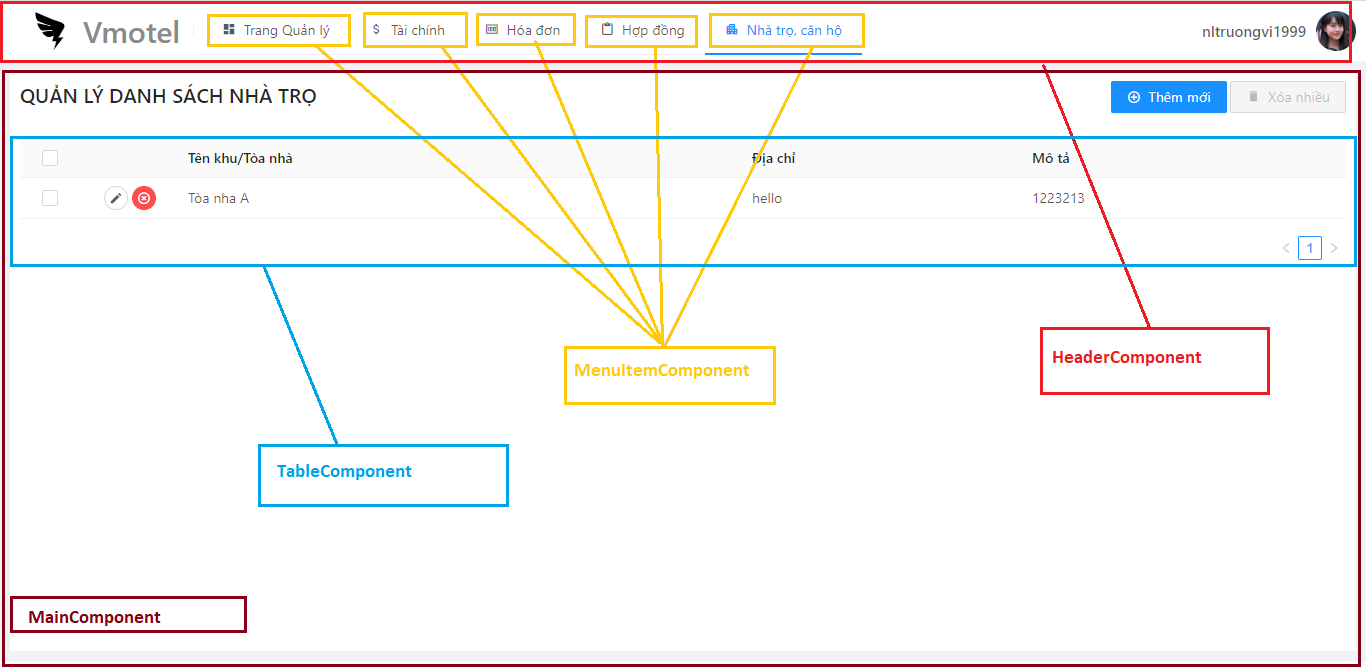 Vmotel
Trang Quản lý
$ Tài chính
Hóa đơn
Hợp đồng
Nhà trọ, căn hộ
nltruongvi1999
QUẢN LÝ DANH SÁCH NHÀ TRỌ
Thêm mới
Xóa nhiều
Tên khu/Tòa nhà
Địa chỉ
Mô tả
Tòa nha A
hello
1223213
< 1 >
HeaderComponent
MenuItemComponent
TableComponent
MainComponent